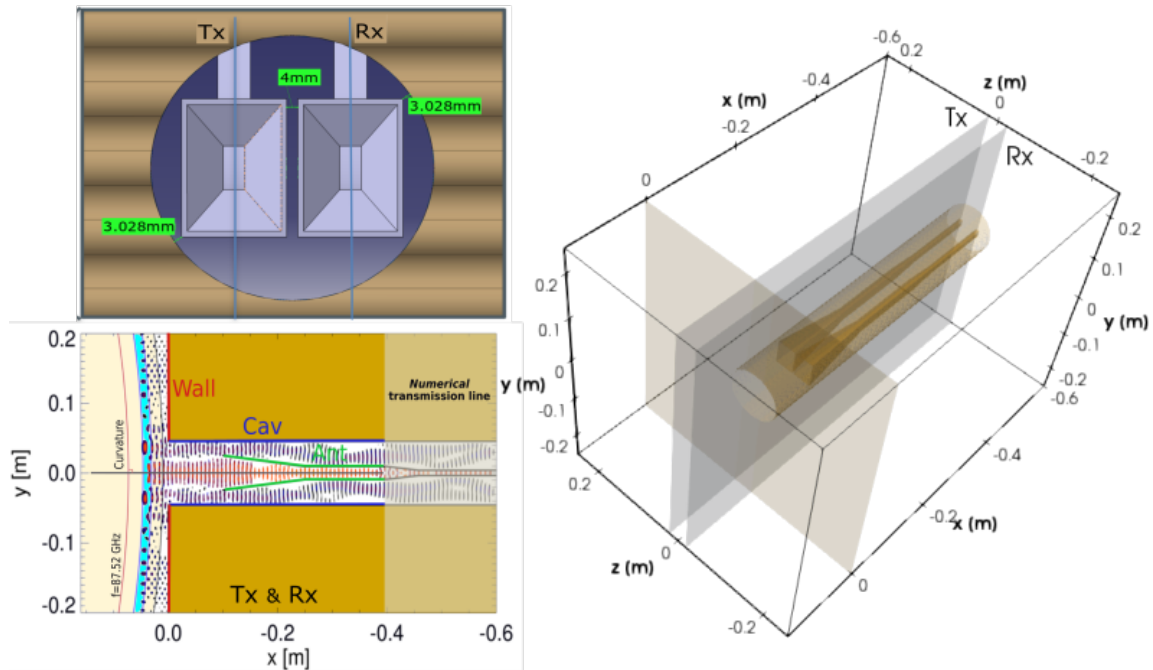 Tx
Rx
4mm
3.028mm
3.028mm
0.2
0.1
0.0
-0.1
-0.2
y [m]
Curvature
f=87.52 GHz
Wall
Cav
Ant
Numerical
transmission line
Tx & Rx
0.0
-0.2
-0.4
-0.6
x [m]
-0.6
0.2
-0.4
z (m)
x (m)
0
-0.2
Tx
Rx
-0.2
0
0.2
0.2
0.1
0.1
y (m)
0
0
y (m)
-0.1
-0.1
-0.2
-0.2
-0.6
0.2
-0.4
x (m)
-0.2
0
z (m)
-0.2
0